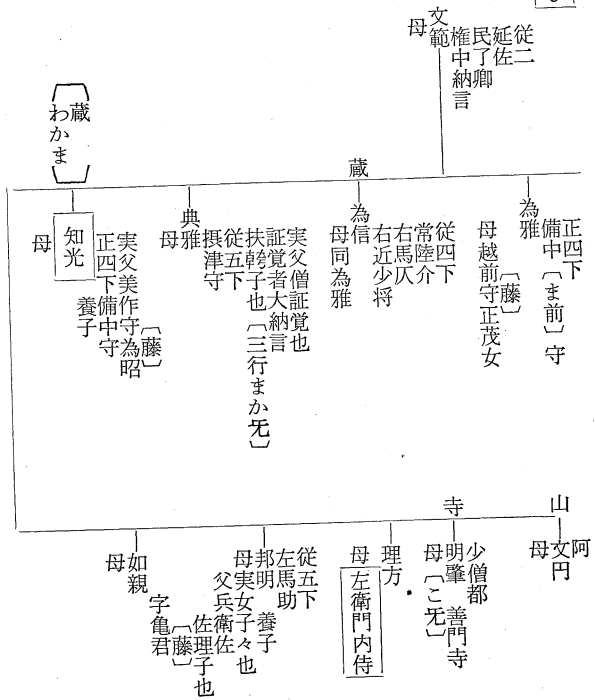 従二
延佐
民了卿
権中納言
文範
母
正四下
備中〔ま前〕守
為雅
〔藤〕
母越前守正茂女
蔵
従四下
常陸介
右馬仄
右近少将
為信
母同為雅
実父僧証覚也
証覚者大納言
扶幹子也〔三行まか旡〕
従五下
摂津守
典雅
母
〔藤〕
実父美作守為昭
正四下備中守
養子
〔蔵
わかま〕
知光
母
山
阿
文円
母
寺
少僧都
明肇 善門寺
母〔こ旡〕
理方
母 左衛門内侍
従五下
左馬助
邦明 養子
母実女子々也
父兵衛佐
佐理子也
〔藤〕
字亀君
如親
母